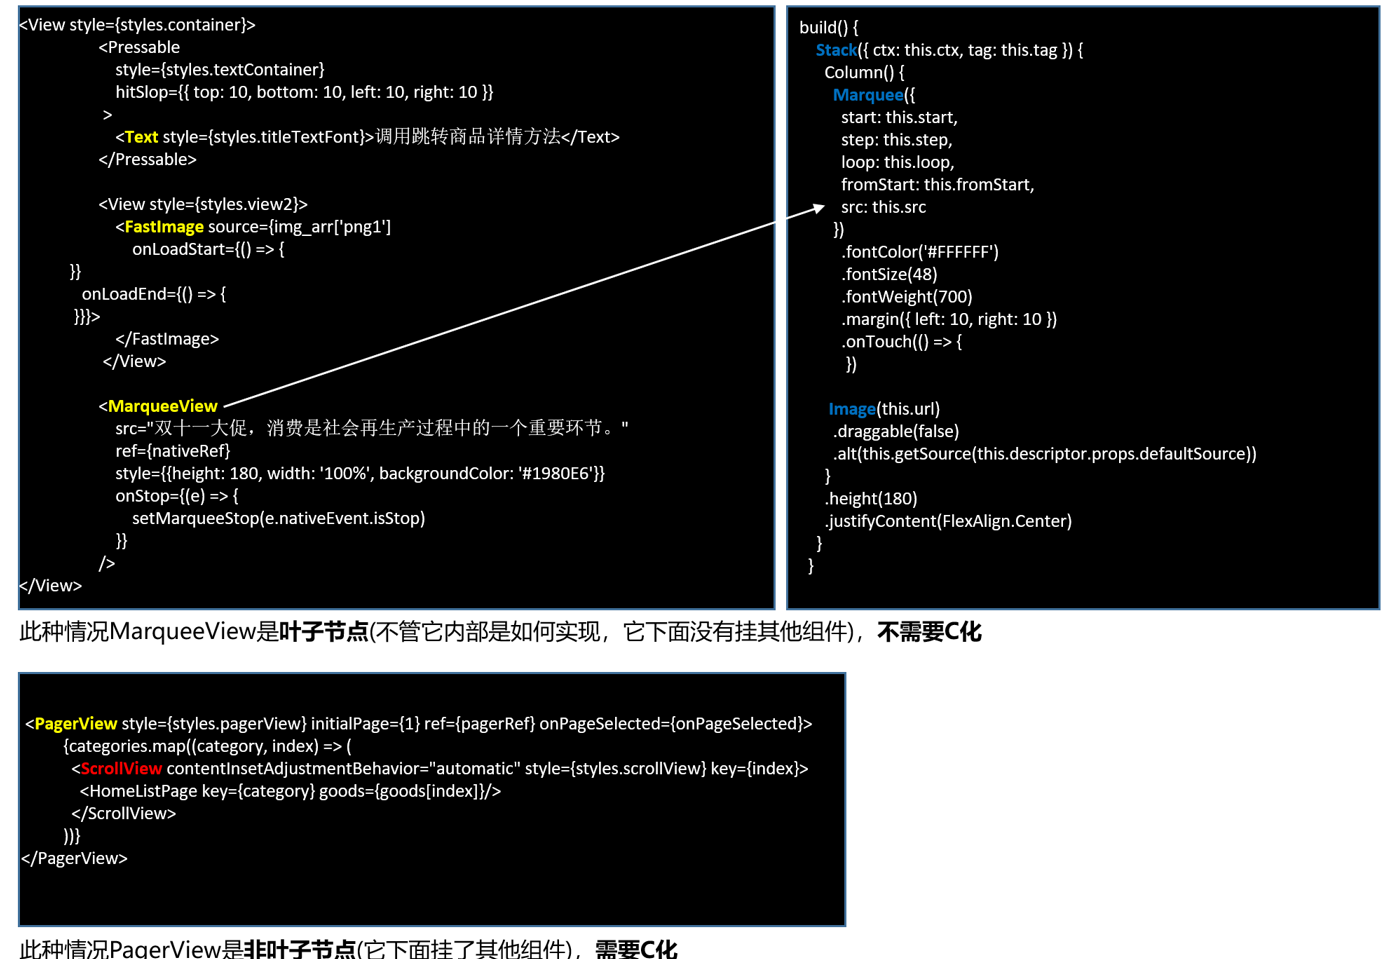 <View style={styles.container}>
<Pressable
style={styles.textContainer}
hitSlop={{ top: 10, bottom: 10, left: 10, right: 10 }}
>
<Text style={styles.titleTextFont}>调用跳转商品详情方法</Text>
</Pressable>
<View style={styles.view2}>
<FastImage source={img_arr['png1']
onLoadStart={() => {
}}
onLoadEnd={() => {
}}}>
</FastImage>
</View>
<MarqueeView
src="双十一大促，消费是社会再生产过程中的一个重要环节。"
ref={nativeRef}
style={{height: 180, width: '100%', backgroundColor: '#1980E6'}}
onStop={(e) => {
setMarqueeStop(e.nativeEvent.isStop)
}}
/>
</View>
build() {
Stack({ ctx: this.ctx, tag: this.tag }) {
Column() {
Marquee({
start: this.start,
step: this.step,
loop: this.loop,
fromStart: this.fromStart,
src: this.src
})
.fontColor('#FFFFFF')
.fontSize(48)
.fontWeight(700)
.margin({ left: 10, right: 10 })
.onTouch(() => {
})
Image(this.url)
.draggable(false)
.alt(this.getSource(this.descriptor.props.defaultSource))
}
.height(180)
.justifyContent(FlexAlign.Center)
}
}
此种情况MarqueeView是叶子节点(不管它内部是如何实现，它下面没有挂其他组件)，不需要C化
<PagerView style={styles.pagerView} initialPage={1} ref={pagerRef} onPageSelected={onPageSelected}>
{categories.map((category, index) => (
<ScrollView contentInsetAdjustmentBehavior="automatic" style={styles.scrollView} key={index}>
<HomeListPage key={category} goods={goods[index]}/>
</ScrollView>
))}
</PagerView>
此种情况PagerView是非叶子节点(它下面挂了其他组件)，需要C化